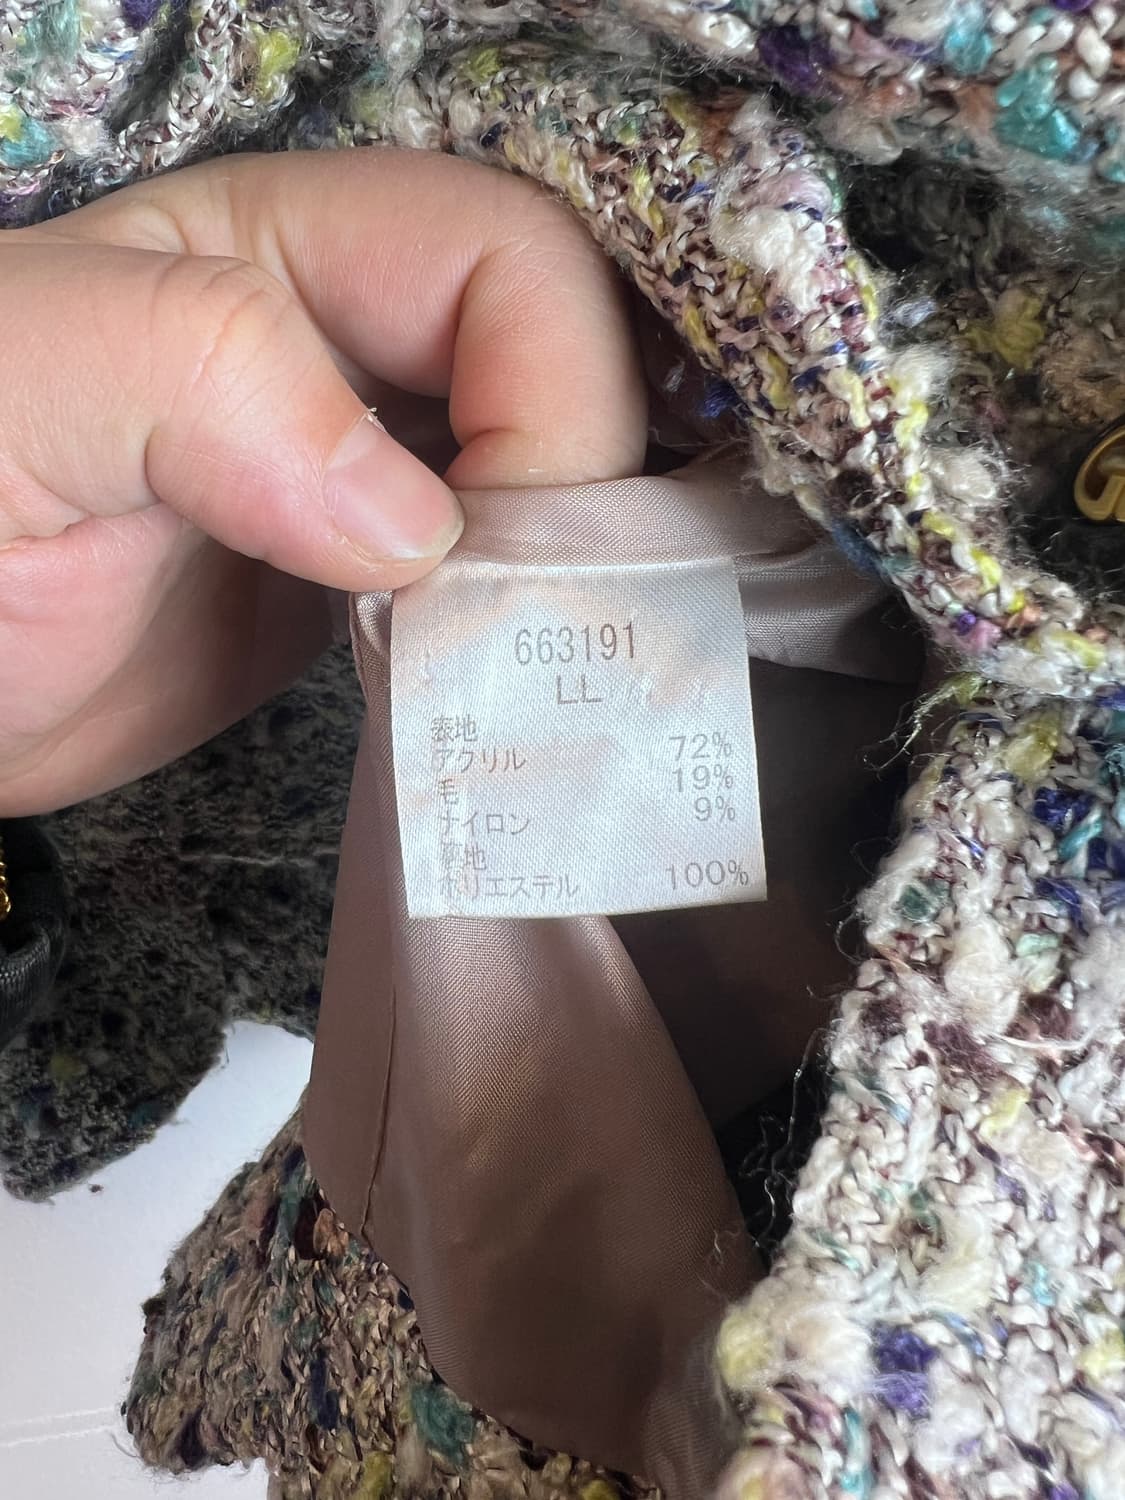 663191
LL
表地
アクリル 72%
毛 19%
ナイロン 9%
裏地
ポリエステル 100%
G